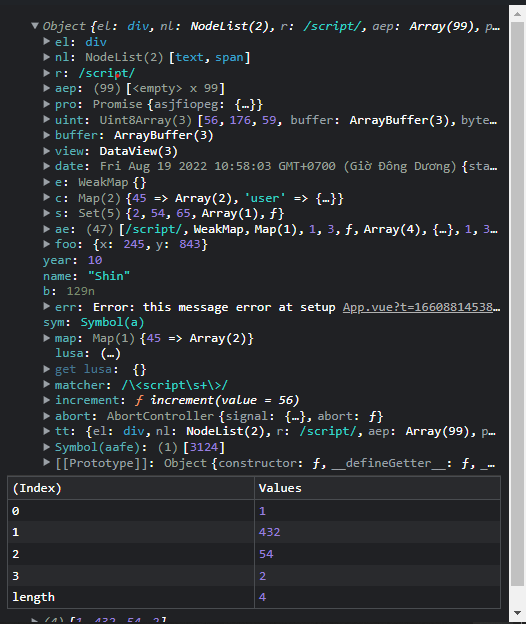 Object {el: div, nl: NodeList(2), r: /script/, aep: Array(99), p…
el: div
nl: NodeList(2) [text, span]
r: /script/
aep: (99) [<empty> x 99]
pro: Promise {asjfiopeg: {…}}
uint: Uint8Array(3) [56, 176, 59, buffer: ArrayBuffer(3), byte…
buffer: ArrayBuffer(3)
view: DataView(3)
date: Fri Aug 19 2022 10:58:03 GMT+0700 (Giờ Đông Dương) {sta…
e: WeakMap {}
c: Map(2) {45 => Array(2), 'user' => {…}}
s: Set(5) {2, 54, 65, Array(1), ƒ}
ae: (47) [/script/, WeakMap, Map(1), 1, 3, ƒ, Array(4), {…}, 1, 3…
foo: {x: 245, y: 843}
year: 10
name: "Shin"
b: 129n
err: Error: this message error at setup App.vue?t=16608814538…
sym: Symbol(a)
map: Map(1) {45 => Array(2)}
lusa: (…)
get lusa: {}
matcher: /\<script\s+\>/
increment: ƒ increment(value = 56)
abort: AbortController {signal: {…}, abort: ƒ}
tt: {el: div, nl: NodeList(2), r: /script/, aep: Array(99), p…
Symbol(aafe): (1) [3124]
[[Prototype]]: Object {constructor: ƒ, __defineGetter__: ƒ, _…
(Index) Values
0 1
1 432
2 54
3 2
length 4
(4) [1, 432, 54, 2]